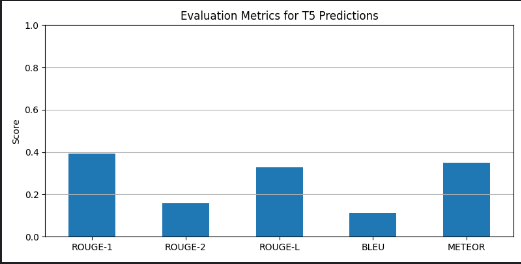 Evaluation Metrics for T5 Predictions
1.0
0.8
0.6
0.4
0.2
0.0
Score
ROUGE-1 ROUGE-2 ROUGE-L BLEU METEOR